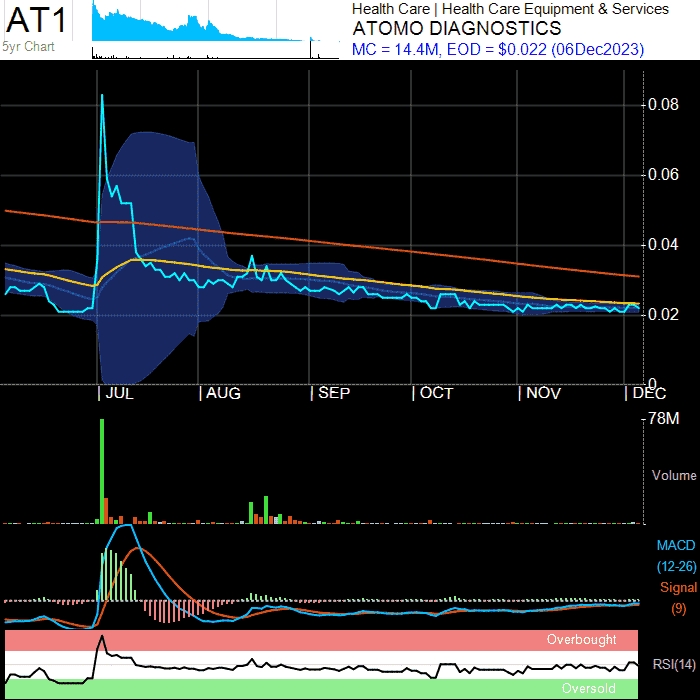 AT1
5yr Chart
Health Care | Health Care Equipment & Services
ATOMO DIAGNOSTICS
MC = 14.4M, EOD = $0.022 (06Dec2023)
0.08
0.06
0.04
0.02
0
JUL
AUG
SEP
OCT
NOV
DEC
78M
Volume
MACD
(12-26)
Signal
(9)
Overbought
RSI(14)
Oversold